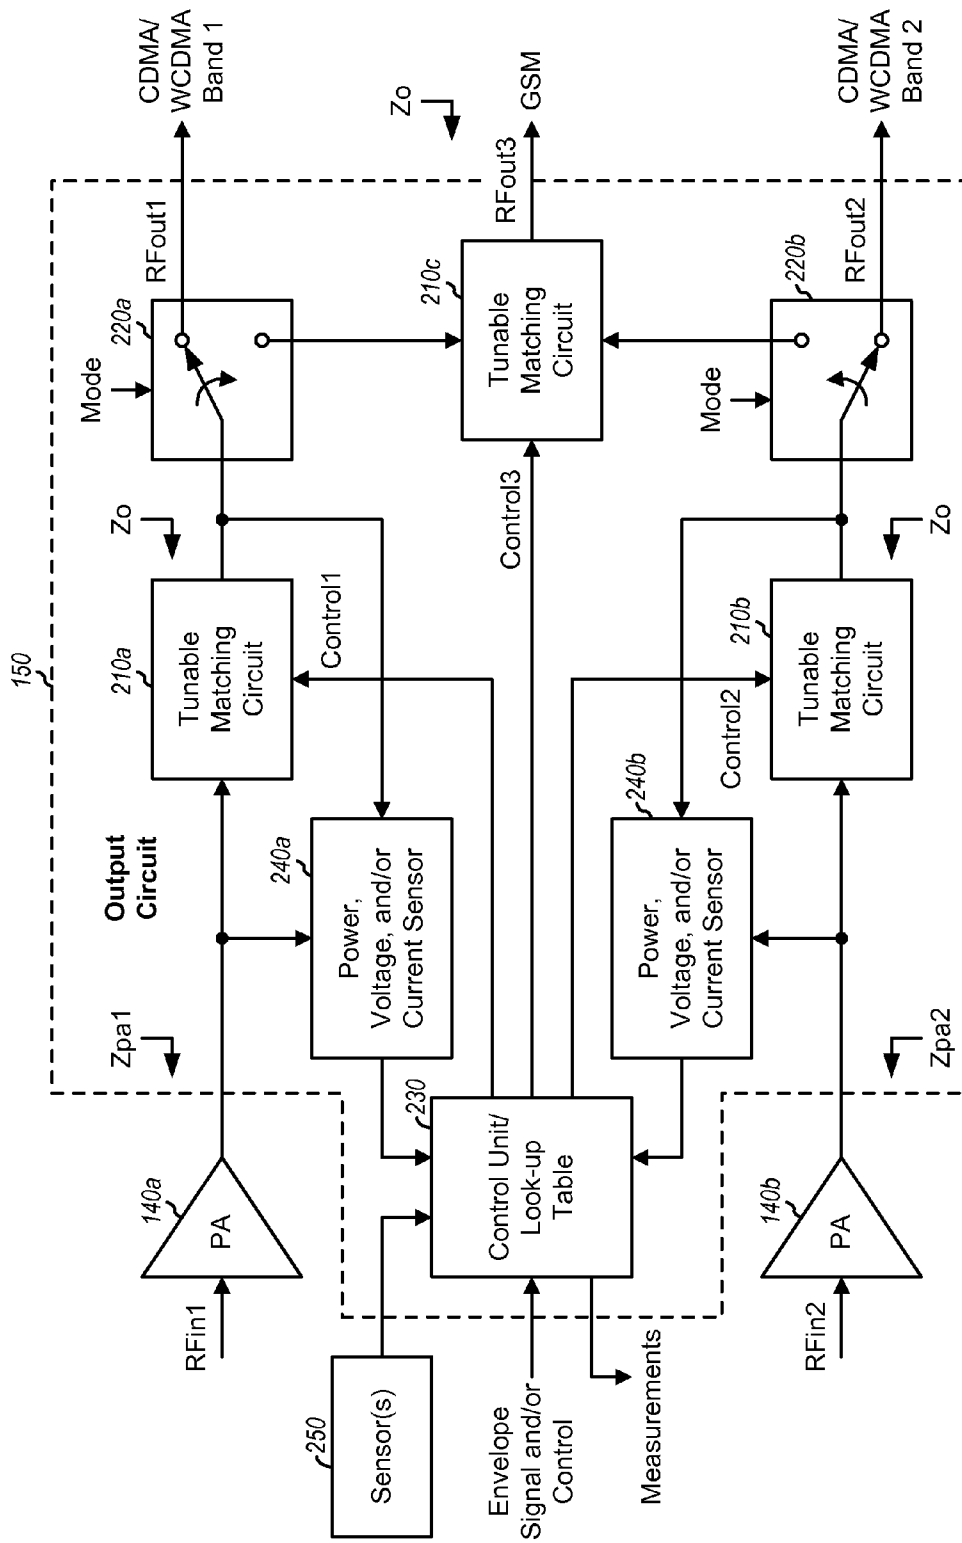 150
Output
Circuit
RFin1
140a
PA
Zpa1
210a
Tunable
Matching
Circuit
Zo
Mode
220a
RFout1
CDMA/
WCDMA
Band 1
240a
Power,
Voltage, and/or
Current Sensor
Control1
250
Sensor(s)
Envelope
Signal and/or
Control
Measurements
230
Control Unit/
Look-up
Table
Control3
210c
Tunable
Matching
Circuit
RFout3
Zo
GSM
240b
Power,
Voltage, and/or
Current Sensor
Control2
RFin2
140b
PA
Zpa2
210b
Tunable
Matching
Circuit
Zo
Mode
220b
RFout2
CDMA/
WCDMA
Band 2